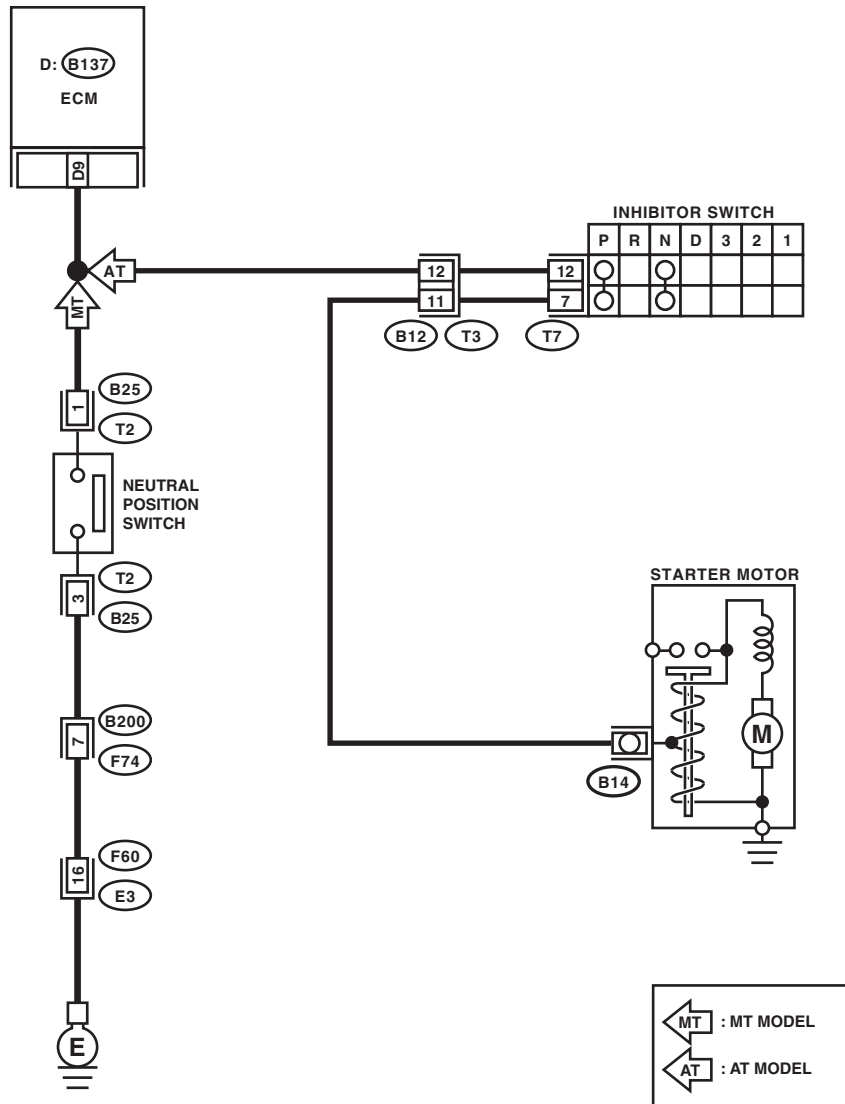 D: B137
ECM
D9
INHIBITOR SWITCH
P R N D 3 2 1
AT
12
12
11
7
B12 T3 T7
MT
B25
1
T2
NEUTRAL
POSITION
SWITCH
T2
3
B25
STARTER MOTOR
B200
7
F74
M
B14
F60
16
E3
E
MT : MT MODEL
AT : AT MODEL